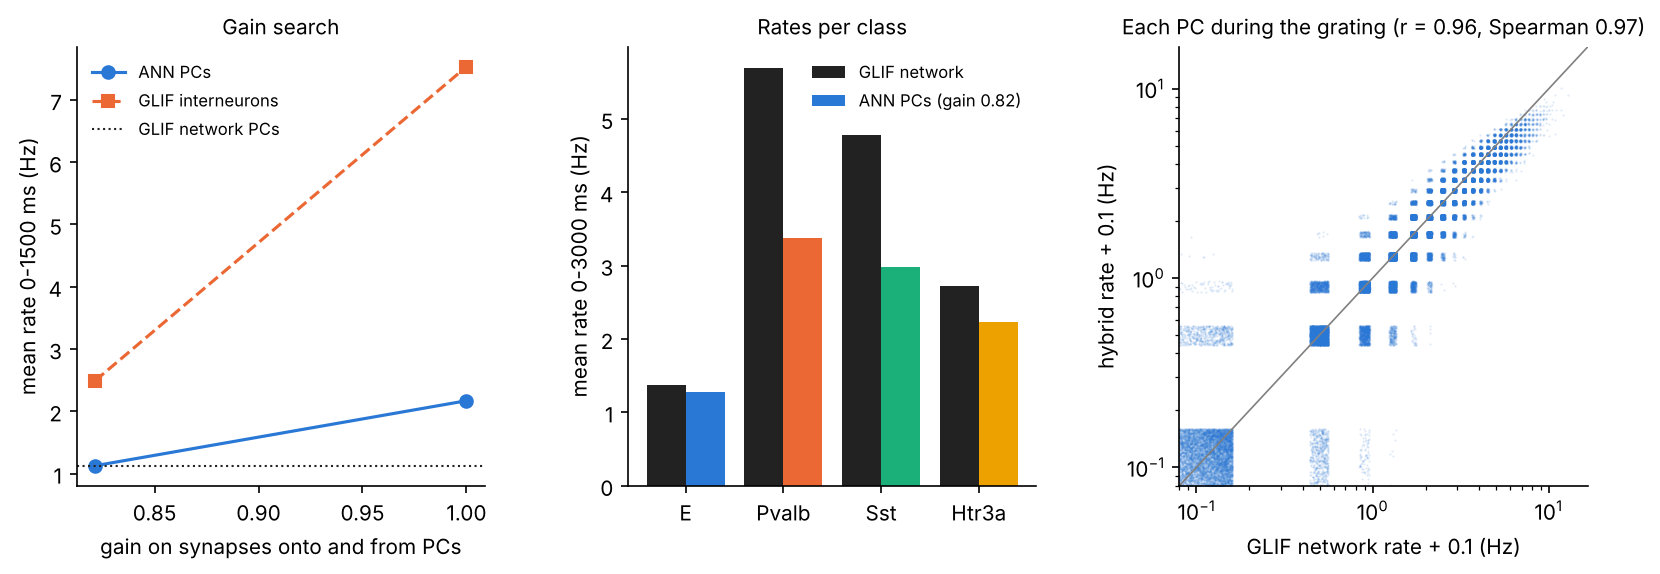 Gain search
ANN PCs
GLIF interneurons
GLIF network PCs
mean rate 0-1500 ms (Hz)
7
6
5
4
3
2
1
0.85 0.90 0.95 1.00
gain on synapses onto and from PCs
Rates per class
GLIF network
ANN PCs (gain 0.82)
mean rate 0-3000 ms (Hz)
5
4
3
2
1
0
E Pvalb Sst Htr3a
Each PC during the grating (r = 0.96, Spearman 0.97)
hybrid rate + 0.1 (Hz)
10¹
10⁰
10⁻¹
10⁻¹ 10⁰ 10¹
GLIF network rate + 0.1 (Hz)